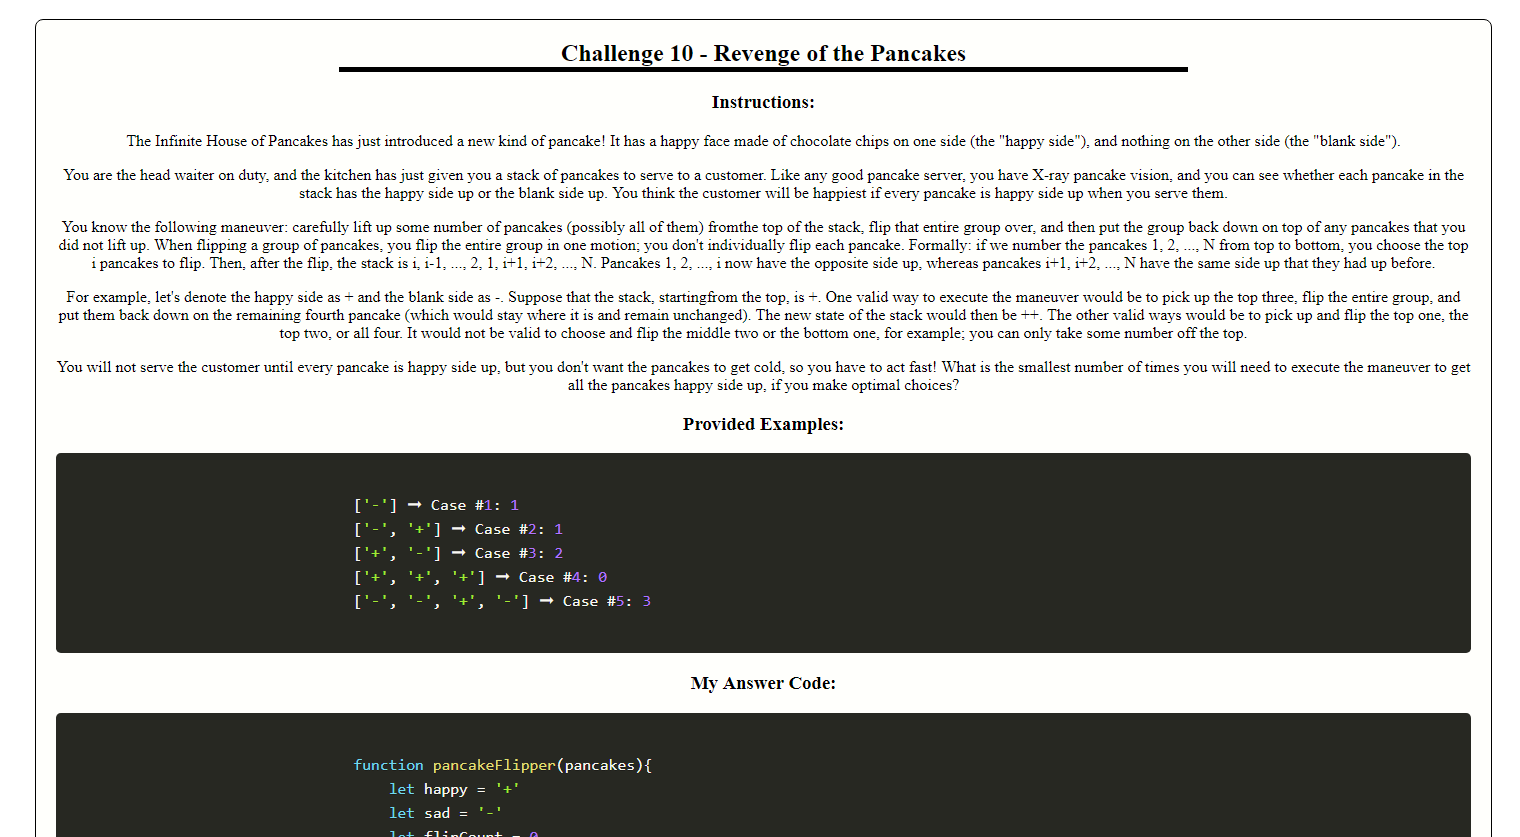 Challenge 10 - Revenge of the Pancakes
Instructions:
The Infinite House of Pancakes has just introduced a new kind of pancake! It has a happy face made of chocolate chips on one side (the "happy side"), and nothing on the other side (the "blank side").
You are the head waiter on duty, and the kitchen has just given you a stack of pancakes to serve to a customer. Like any good pancake server, you have X-ray pancake vision, and you can see whether each pancake in the
stack has the happy side up or the blank side up. You think the customer will be happiest if every pancake is happy side up when you serve them.
You know the following maneuver: carefully lift up some number of pancakes (possibly all of them) fromthe top of the stack, flip that entire group over, and then put the group back down on top of any pancakes that you
did not lift up. When flipping a group of pancakes, you flip the entire group in one motion; you don't individually flip each pancake. Formally: if we number the pancakes 1, 2, ..., N from top to bottom, you choose the top
i pancakes to flip. Then, after the flip, the stack is i, i-1, ..., 2, 1, i+1, i+2, ..., N. Pancakes 1, 2, ..., i now have the opposite side up, whereas pancakes i+1, i+2, ..., N have the same side up that they had up before.
For example, let's denote the happy side as + and the blank side as -. Suppose that the stack, startingfrom the top, is +. One valid way to execute the maneuver would be to pick up the top three, flip the entire group, and
put them back down on the remaining fourth pancake (which would stay where it is and remain unchanged). The new state of the stack would then be ++. The other valid ways would be to pick up and flip the top one, the
top two, or all four. It would not be valid to choose and flip the middle two or the bottom one, for example; you can only take some number off the top.
You will not serve the customer until every pancake is happy side up, but you don't want the pancakes to get cold, so you have to act fast! What is the smallest number of times you will need to execute the maneuver to get
all the pancakes happy side up, if you make optimal choices?
Provided Examples:
['-'] ➞ Case #1: 1
['-', '+'] ➞ Case #2: 1
['+', '-'] ➞ Case #3: 2
['+', '+', '+'] ➞ Case #4: 0
['-', '-', '+', '-'] ➞ Case #5: 3
My Answer Code:
function pancakeFlipper(pancakes){
let happy = '+'
let sad = '-'
let flipCount = 0